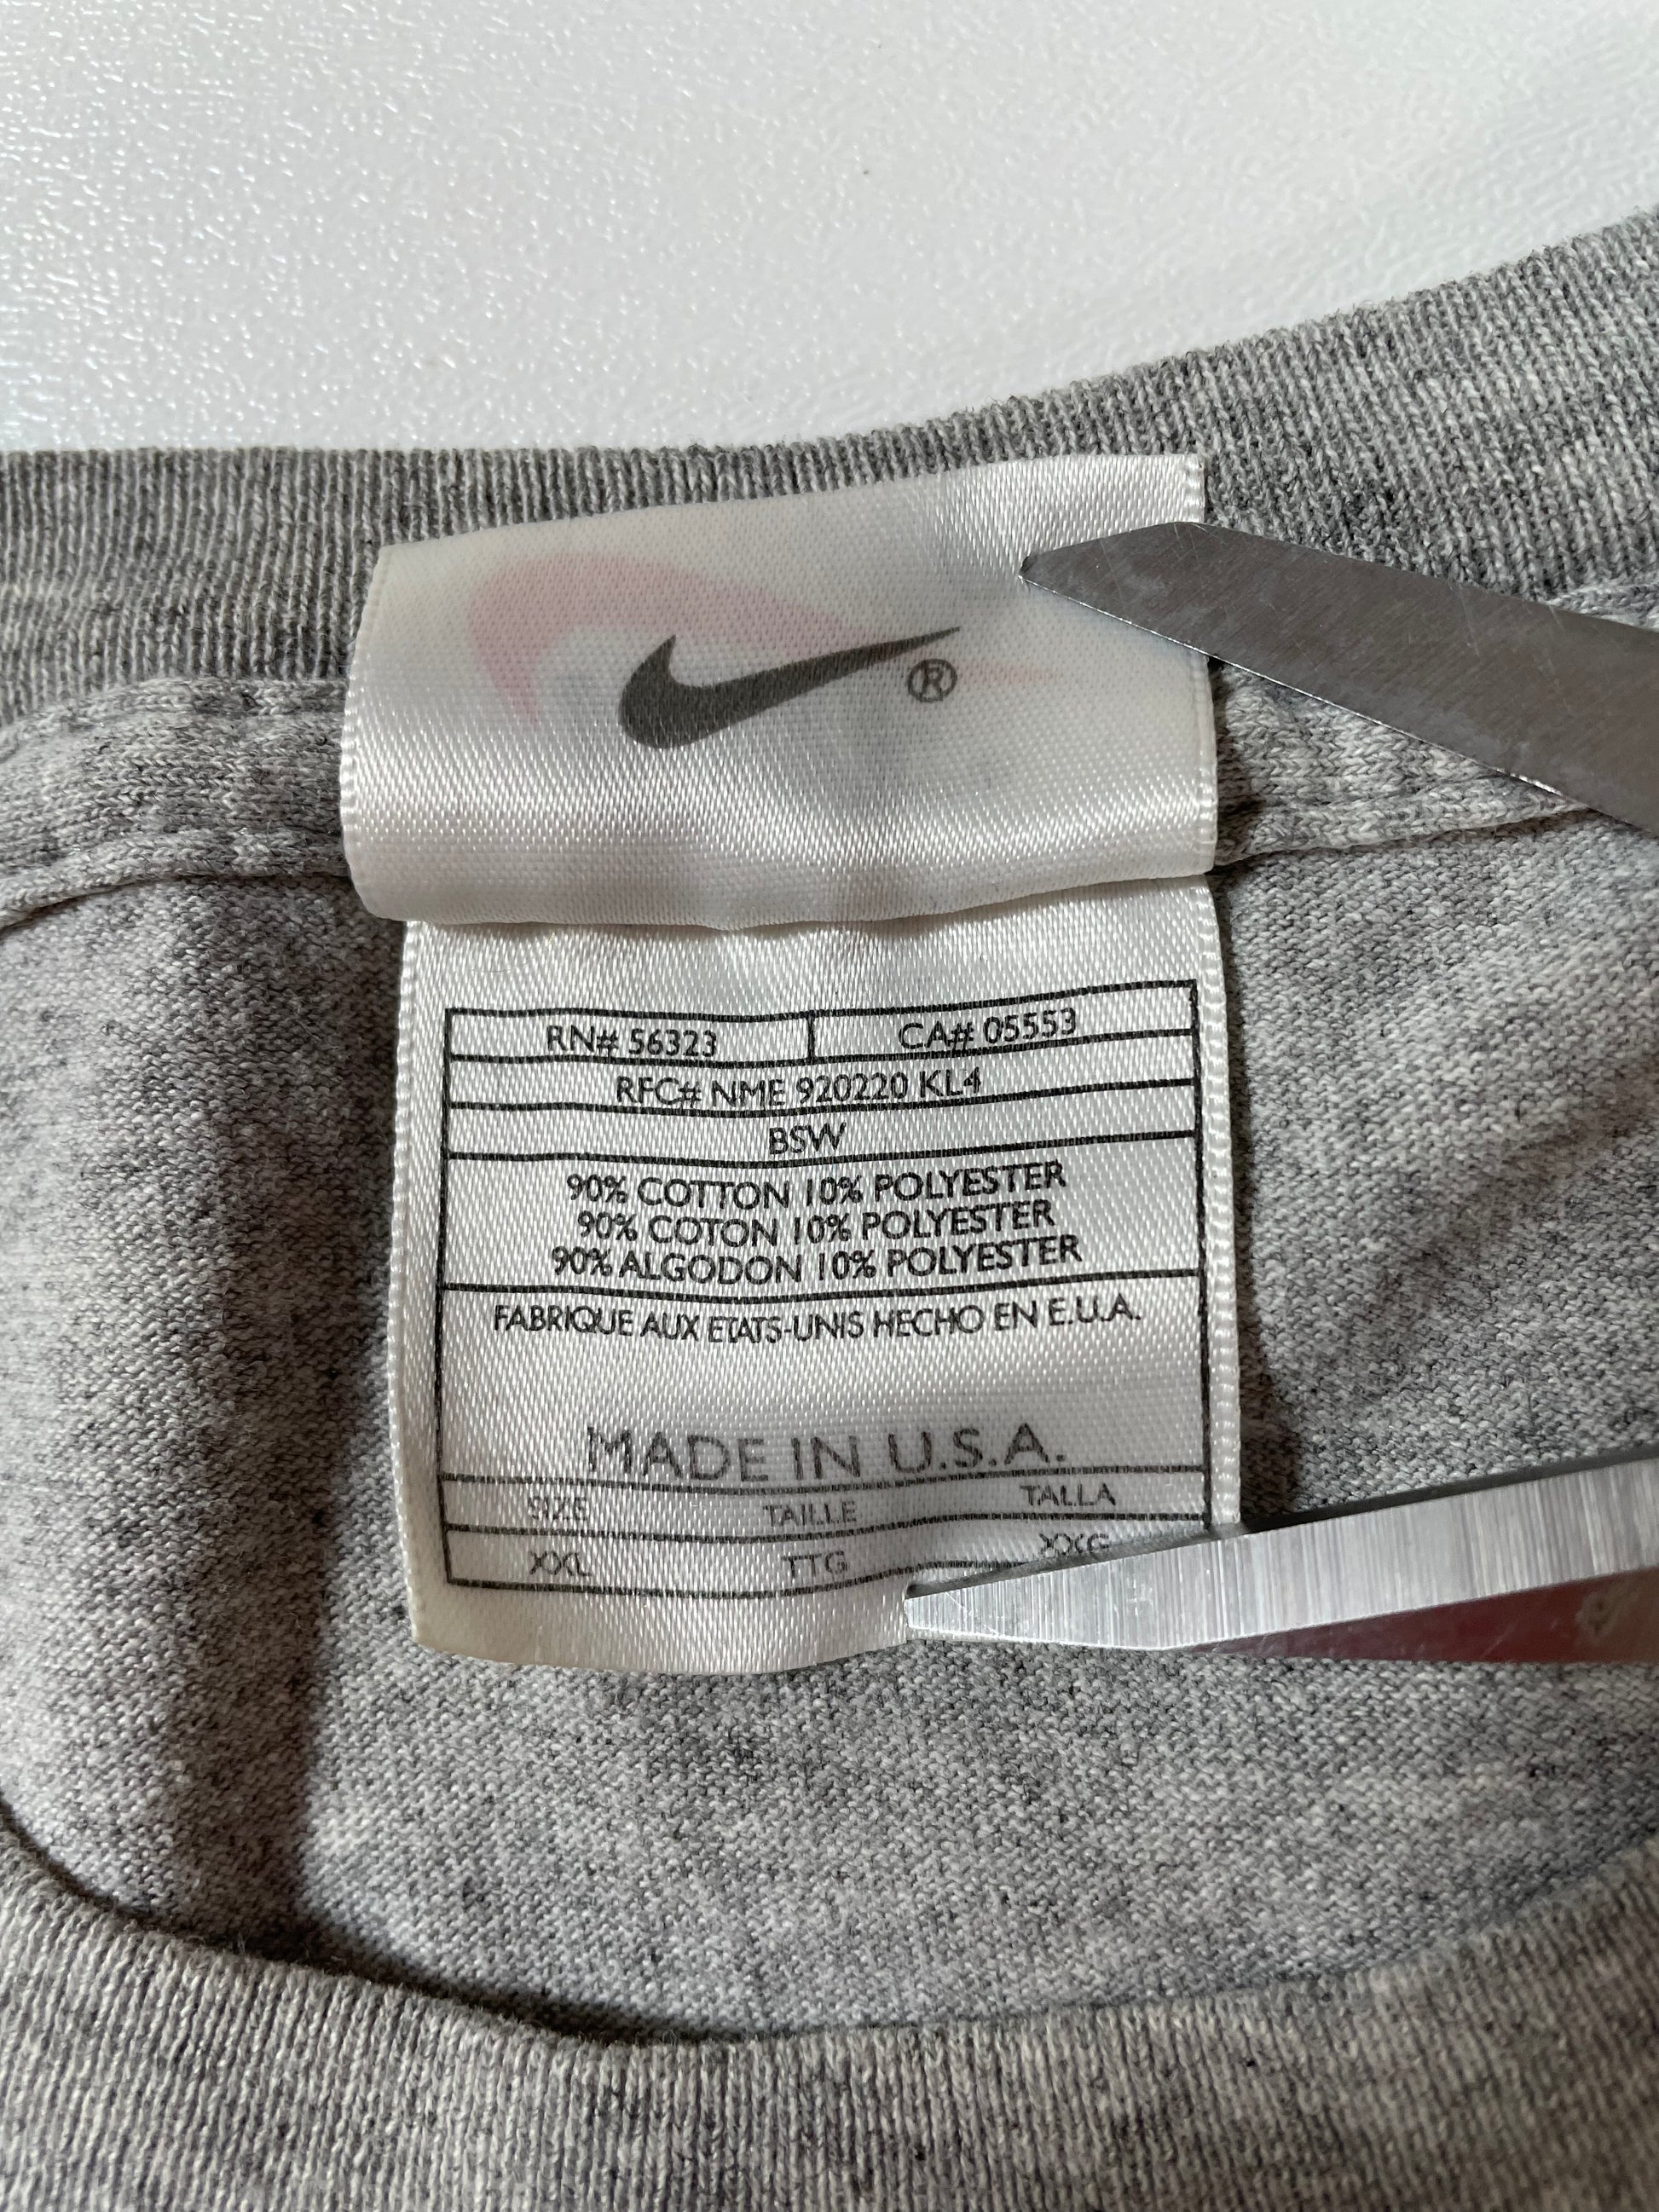 ®
RN# 56323 CA# 05553
RFC# NME 920220 KL4
BSW
90% COTTON 10% POLYESTER
90% COTON 10% POLYESTER
90% ALGODON 10% POLYESTER
FABRIQUE AUX ETATS-UNIS HECHO EN E.U.A.
MADE IN U.S.A.
SIZE TAILLE TALLA
XXL TTG XXG